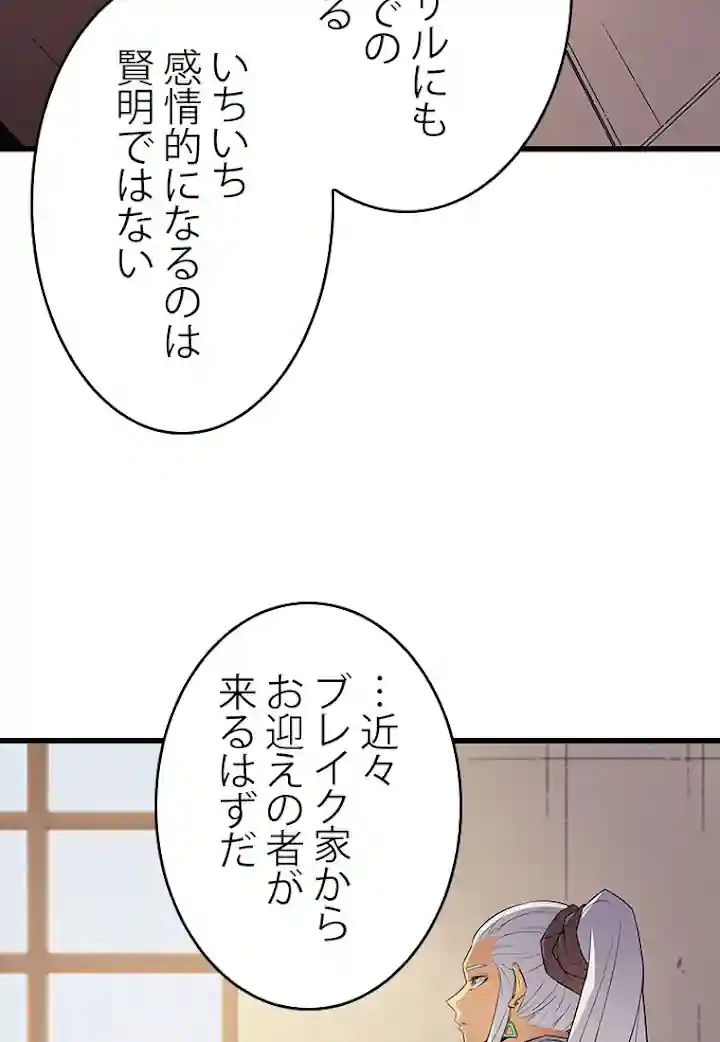 リルにも
での
る
いちいち
感情的になるのは
賢明ではない
…近々
ブレイク家から
お迎えの者が
来るはずだ